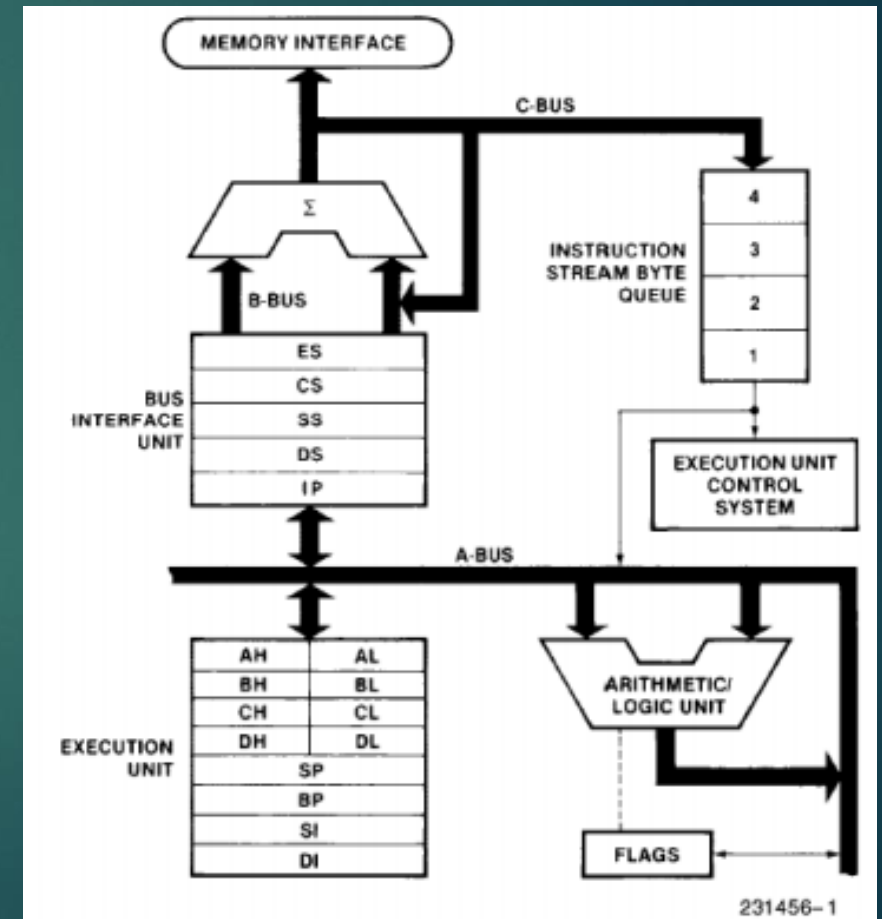 MEMORY INTERFACE
C-BUS
Σ
B-BUS
INSTRUCTION
STREAM BYTE
QUEUE
4
3
2
1
BUS
INTERFACE
UNIT
ES
CS
SS
DS
IP
EXECUTION UNIT
CONTROL
SYSTEM
A-BUS
EXECUTION
UNIT
AH AL
BH BL
CH CL
DH DL
SP
BP
SI
DI
ARITHMETIC/
LOGIC UNIT
FLAGS
231456-1